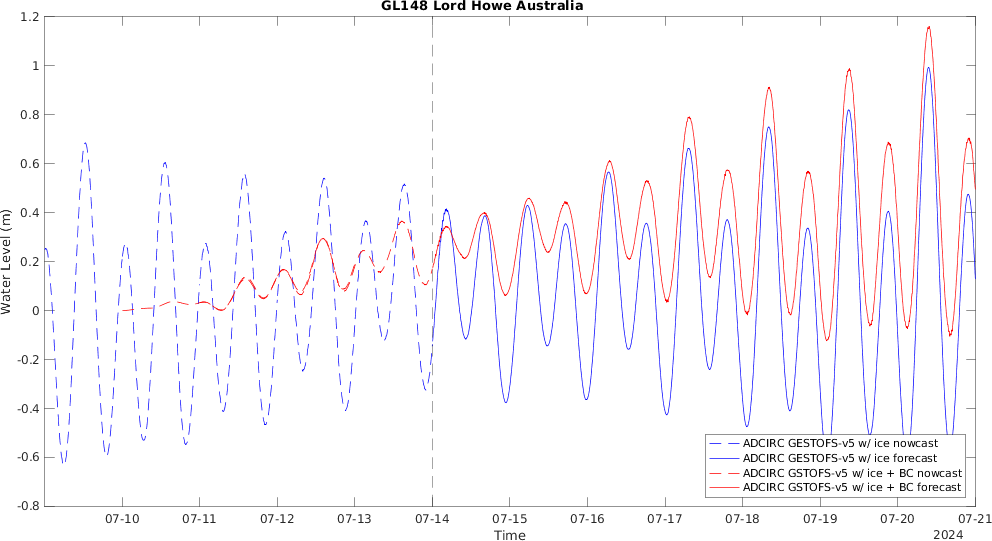 GL148 Lord Howe Australia
1.2
1
0.8
0.6
0.4
0.2
0
-0.2
-0.4
-0.6
-0.8
Water Level (m)
ADCIRC GESTOFS-v5 w/ ice nowcast
ADCIRC GESTOFS-v5 w/ ice forecast
ADCIRC GSTOFS-v5 w/ ice + BC nowcast
ADCIRC GSTOFS-v5 w/ ice + BC forecast
07-10 07-11 07-12 07-13 07-14 07-15 07-16 07-17 07-18 07-19 07-20 07-21
Time
2024